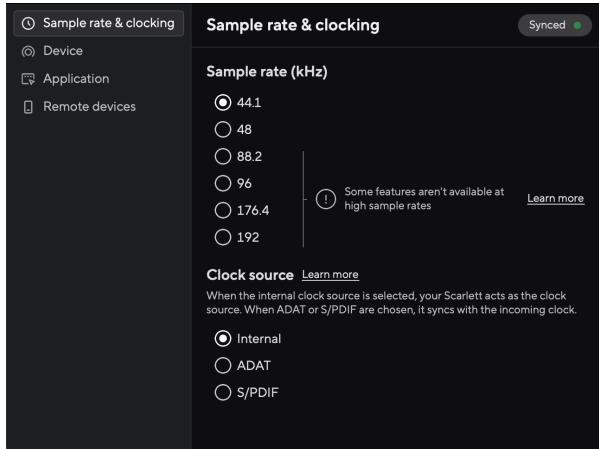 Sample rate & clocking
Device
Application
Remote devices
Sample rate & clocking
Synced
Sample rate (kHz)
44.1
48
88.2
96
176.4
192
Some features aren't available at
high sample rates
Learn more
Clock source Learn more
When the internal clock source is selected, your Scarlett acts as the clock
source. When ADAT or S/PDIF are chosen, it syncs with the incoming clock.
Internal
ADAT
S/PDIF